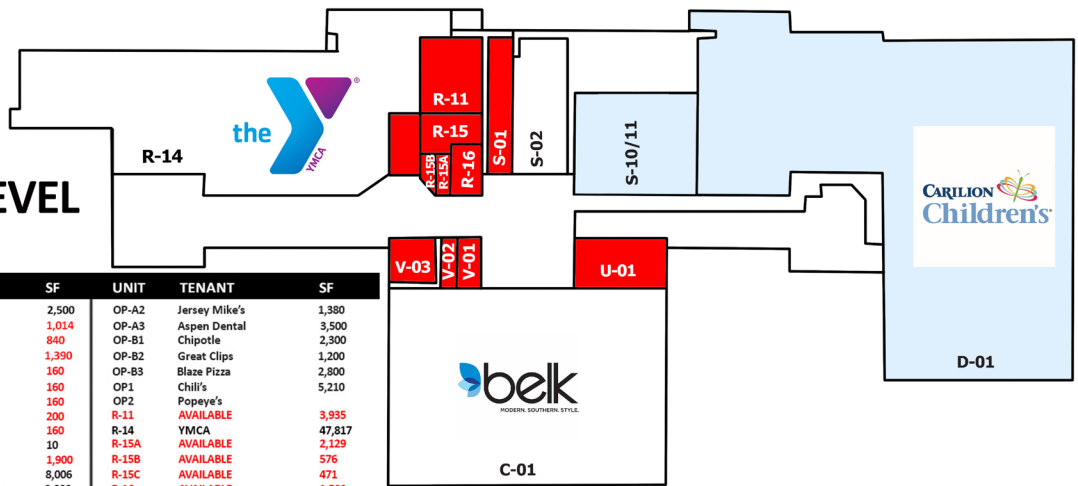 R-11
the
YMCA
®
R-15
R-14
R-15B
R-15A
R-16
S-01
S-02
S-10/11
CARILION
Children's
EVEL
V-03
V-02
V-01
U-01
D-01
belk
MODERN. SOUTHERN. STYLE.
C-01
SF UNIT TENANT SF
2,500 OP-A2 Jersey Mike's 1,380
1,014 OP-A3 Aspen Dental 3,500
840 OP-B1 Chipotle 2,300
1,390 OP-B2 Great Clips 1,200
160 OP-B3 Blaze Pizza 2,800
160 OP1 Chili's 5,210
160 OP2 Popeye's
200 R-11 AVAILABLE 3,935
160 R-14 YMCA 47,817
10 R-15A AVAILABLE 2,129
1,900 R-15B AVAILABLE 576
8,006 R-15C AVAILABLE 471